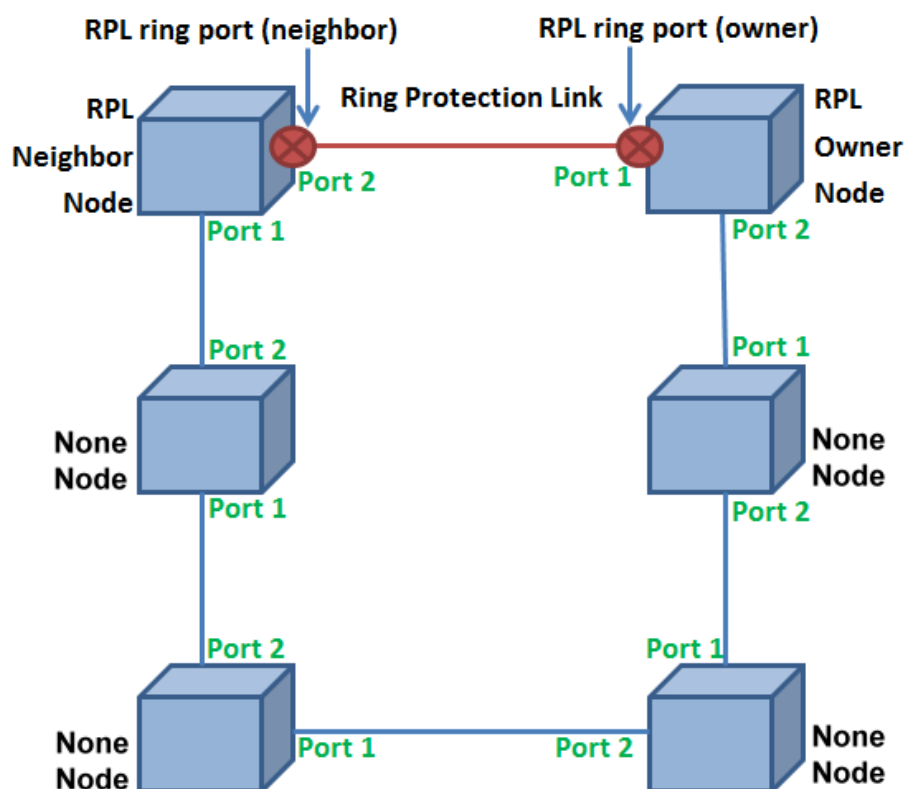 RPL ring port (neighbor)
RPL ring port (owner)
Ring Protection Link
RPL
Neighbor
Node
RPL
Owner
Node
Port 2
Port 1
Port 1
Port 2
Port 2
Port 1
None
Node
None
Node
Port 1
Port 2
Port 2
Port 1
None
Node
Port 1
Port 2
None
Node